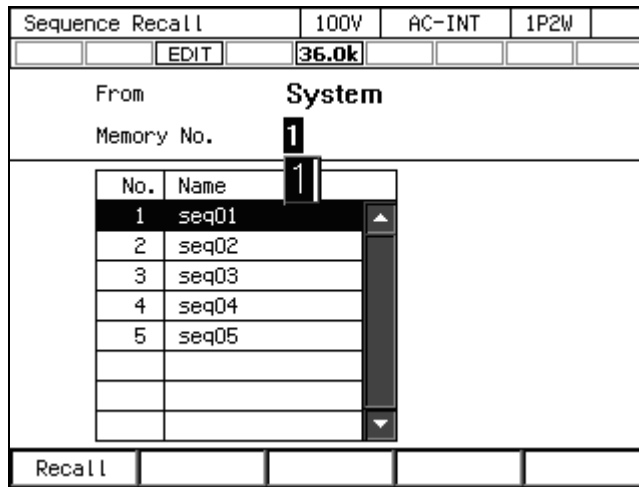 Sequence Recall 100V AC-INT 1P2W
EDIT 36.0k
From System
Memory No. 1
1
No. Name
1 seq01
2 seq02
3 seq03
4 seq04
5 seq05
Recall